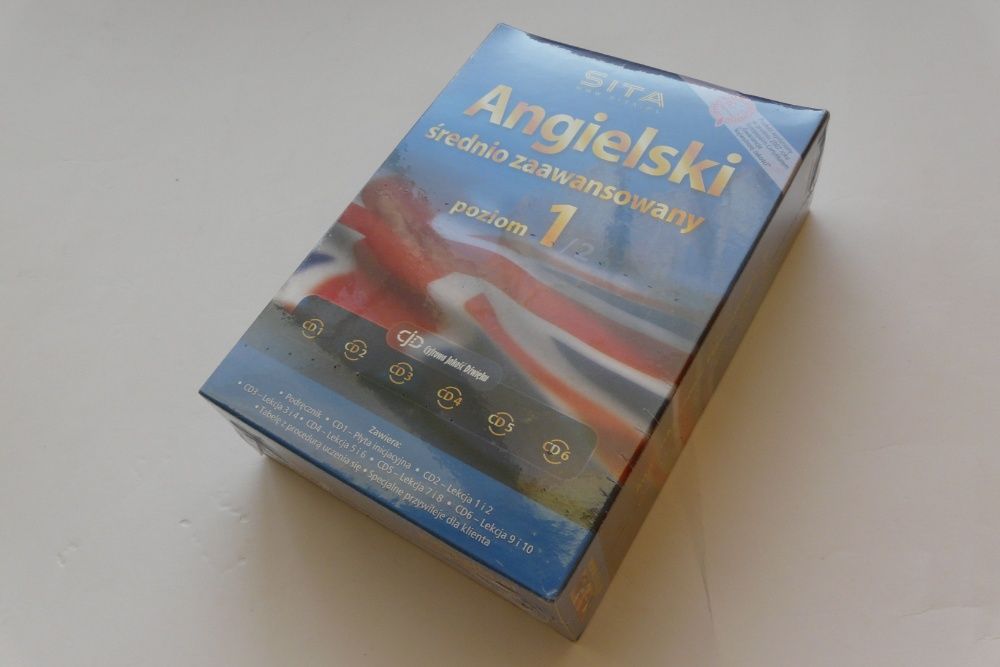 SITA
Angielski
średnio zaawansowany
poziom 1/2
CD1
CD2
CD3
CD4
CD5
CD6
CJD Cyfrowa Jakość Dźwięku
Zawiera:
• Podręcznik • CD1 – Płyta inicjacyjna • CD2 – Lekcja 1 i 2
• CD3 – Lekcja 3 i 4 • CD4 – Lekcja 5 i 6 • CD5 – Lekcja 7 i 8 • CD6 – Lekcja 9 i 10
• Tabelę z procedurą uczenia się • Specjalne przywileje dla klienta